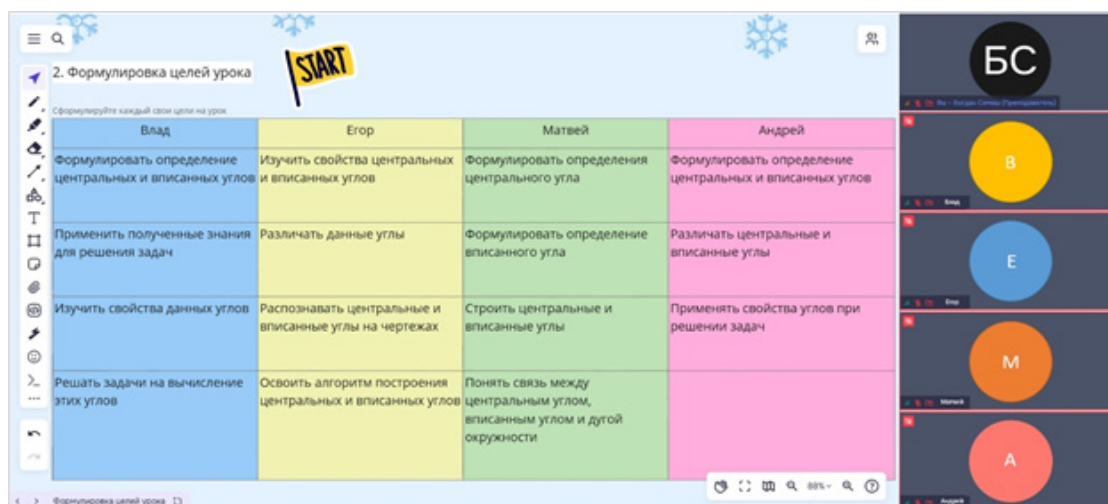 БС
START
2. Формулировка целей урока
Сформулируйте каждый свои цели на урок
Вы – Богдан (Преподаватель)
Влад
Егор
Матвей
Андрей
Формулировать определение
центральных и вписанных углов
Изучить свойства центральных
и вписанных углов
Формулировать определения
центрального угла
Формулировать определение
центральных и вписанных углов
В
Влад
Применить полученные знания
для решения задач
Различать данные углы
Формулировать определение
вписанного угла
Различать центральные и
вписанные углы
Е
Егор
Изучить свойства данных углов
Распознавать центральные и
вписанные углы на чертежах
Строить центральные и
вписанные углы
Применять свойства углов при
решении задач
М
Матвей
Решать задачи на вычисление
этих углов
Освоить алгоритм построения
центральных и вписанных углов
Понять связь между
центральным углом,
вписанным углом и дугой
окружности
А
Андрей
88%
Формулировка целей урока